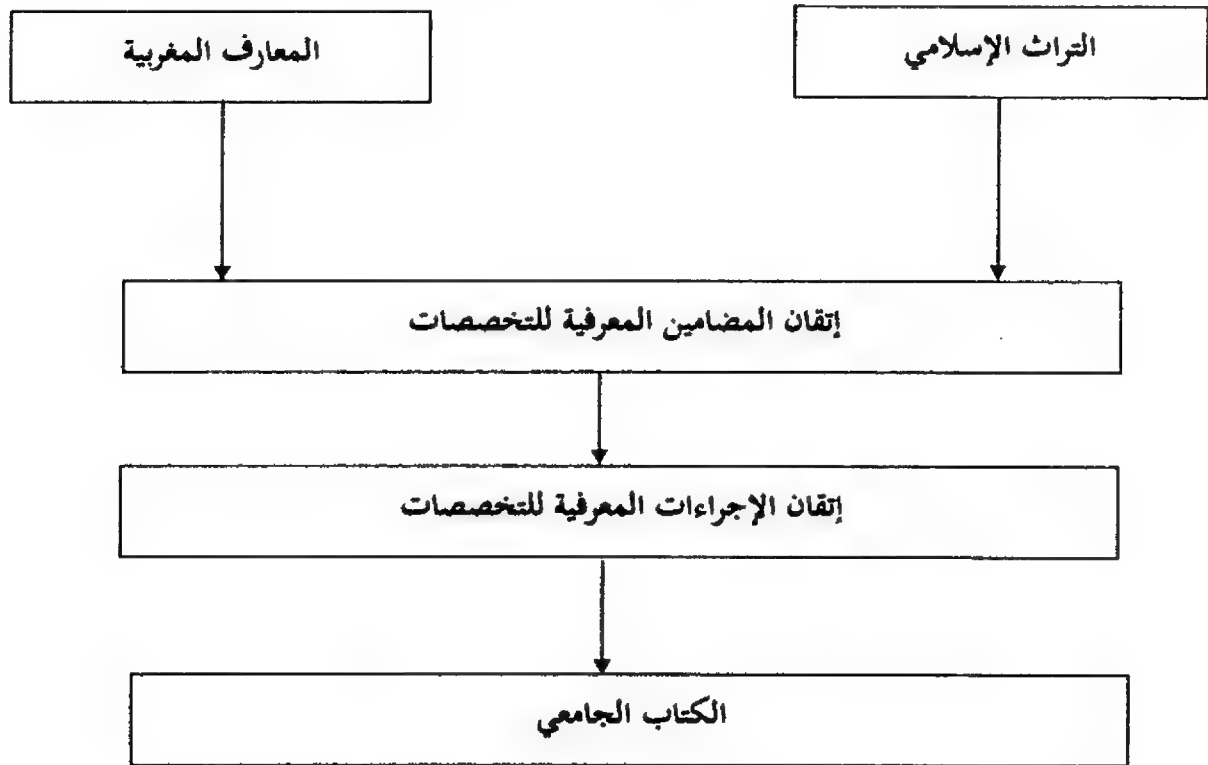 التراث الإسلامي
المعارف المغربية
إتقان المضامين المعرفية للتخصصات
إتقان الإجراءات المعرفية للتخصصات
الكتاب الجامعي